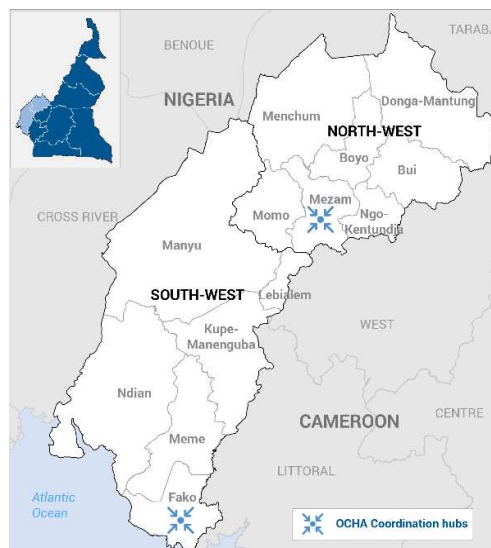 BENOUE
TARABA
NIGERIA
Donga-Mantung
Menchum
NORTH-WEST
Boyo
Bui
CROSS RIVER
Mezam
Momo
Ngo-
Kentundjia
Manyu
SOUTH-WEST
Lebialem
Kupe-
Manenguba
WEST
Ndian
CAMEROON
CENTRE
Meme
LITTORAL
Fako
Atlantic
Ocean
OCHA Coordination hubs